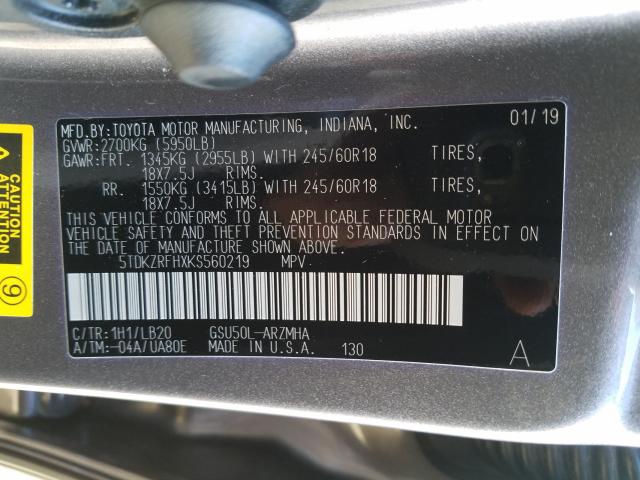 MFD.BY:TOYOTA MOTOR MANUFACTURING, INDIANA, INC. 01/19
GVWR:2700KG (5950LB)
GAWR:FRT. 1345KG (2955LB) WITH 245/60R18 TIRES,
18X7.5J RIMS.
RR. 1550KG (3415LB) WITH 245/60R18 TIRES,
18X7.5J RIMS.
THIS VEHICLE CONFORMS TO ALL APPLICABLE FEDERAL MOTOR
VEHICLE SAFETY AND THEFT PREVENTION STANDARDS IN EFFECT ON
THE DATE OF MANUFACTURE SHOWN ABOVE.
5TDKZRFHXKS560219 MPV
C/TR:1H1/LB20 GSU50L-ARZMHA
A/TM:-04A/UA80E MADE IN U.S.A. 130 A
CAUTION
ATTENTION
9